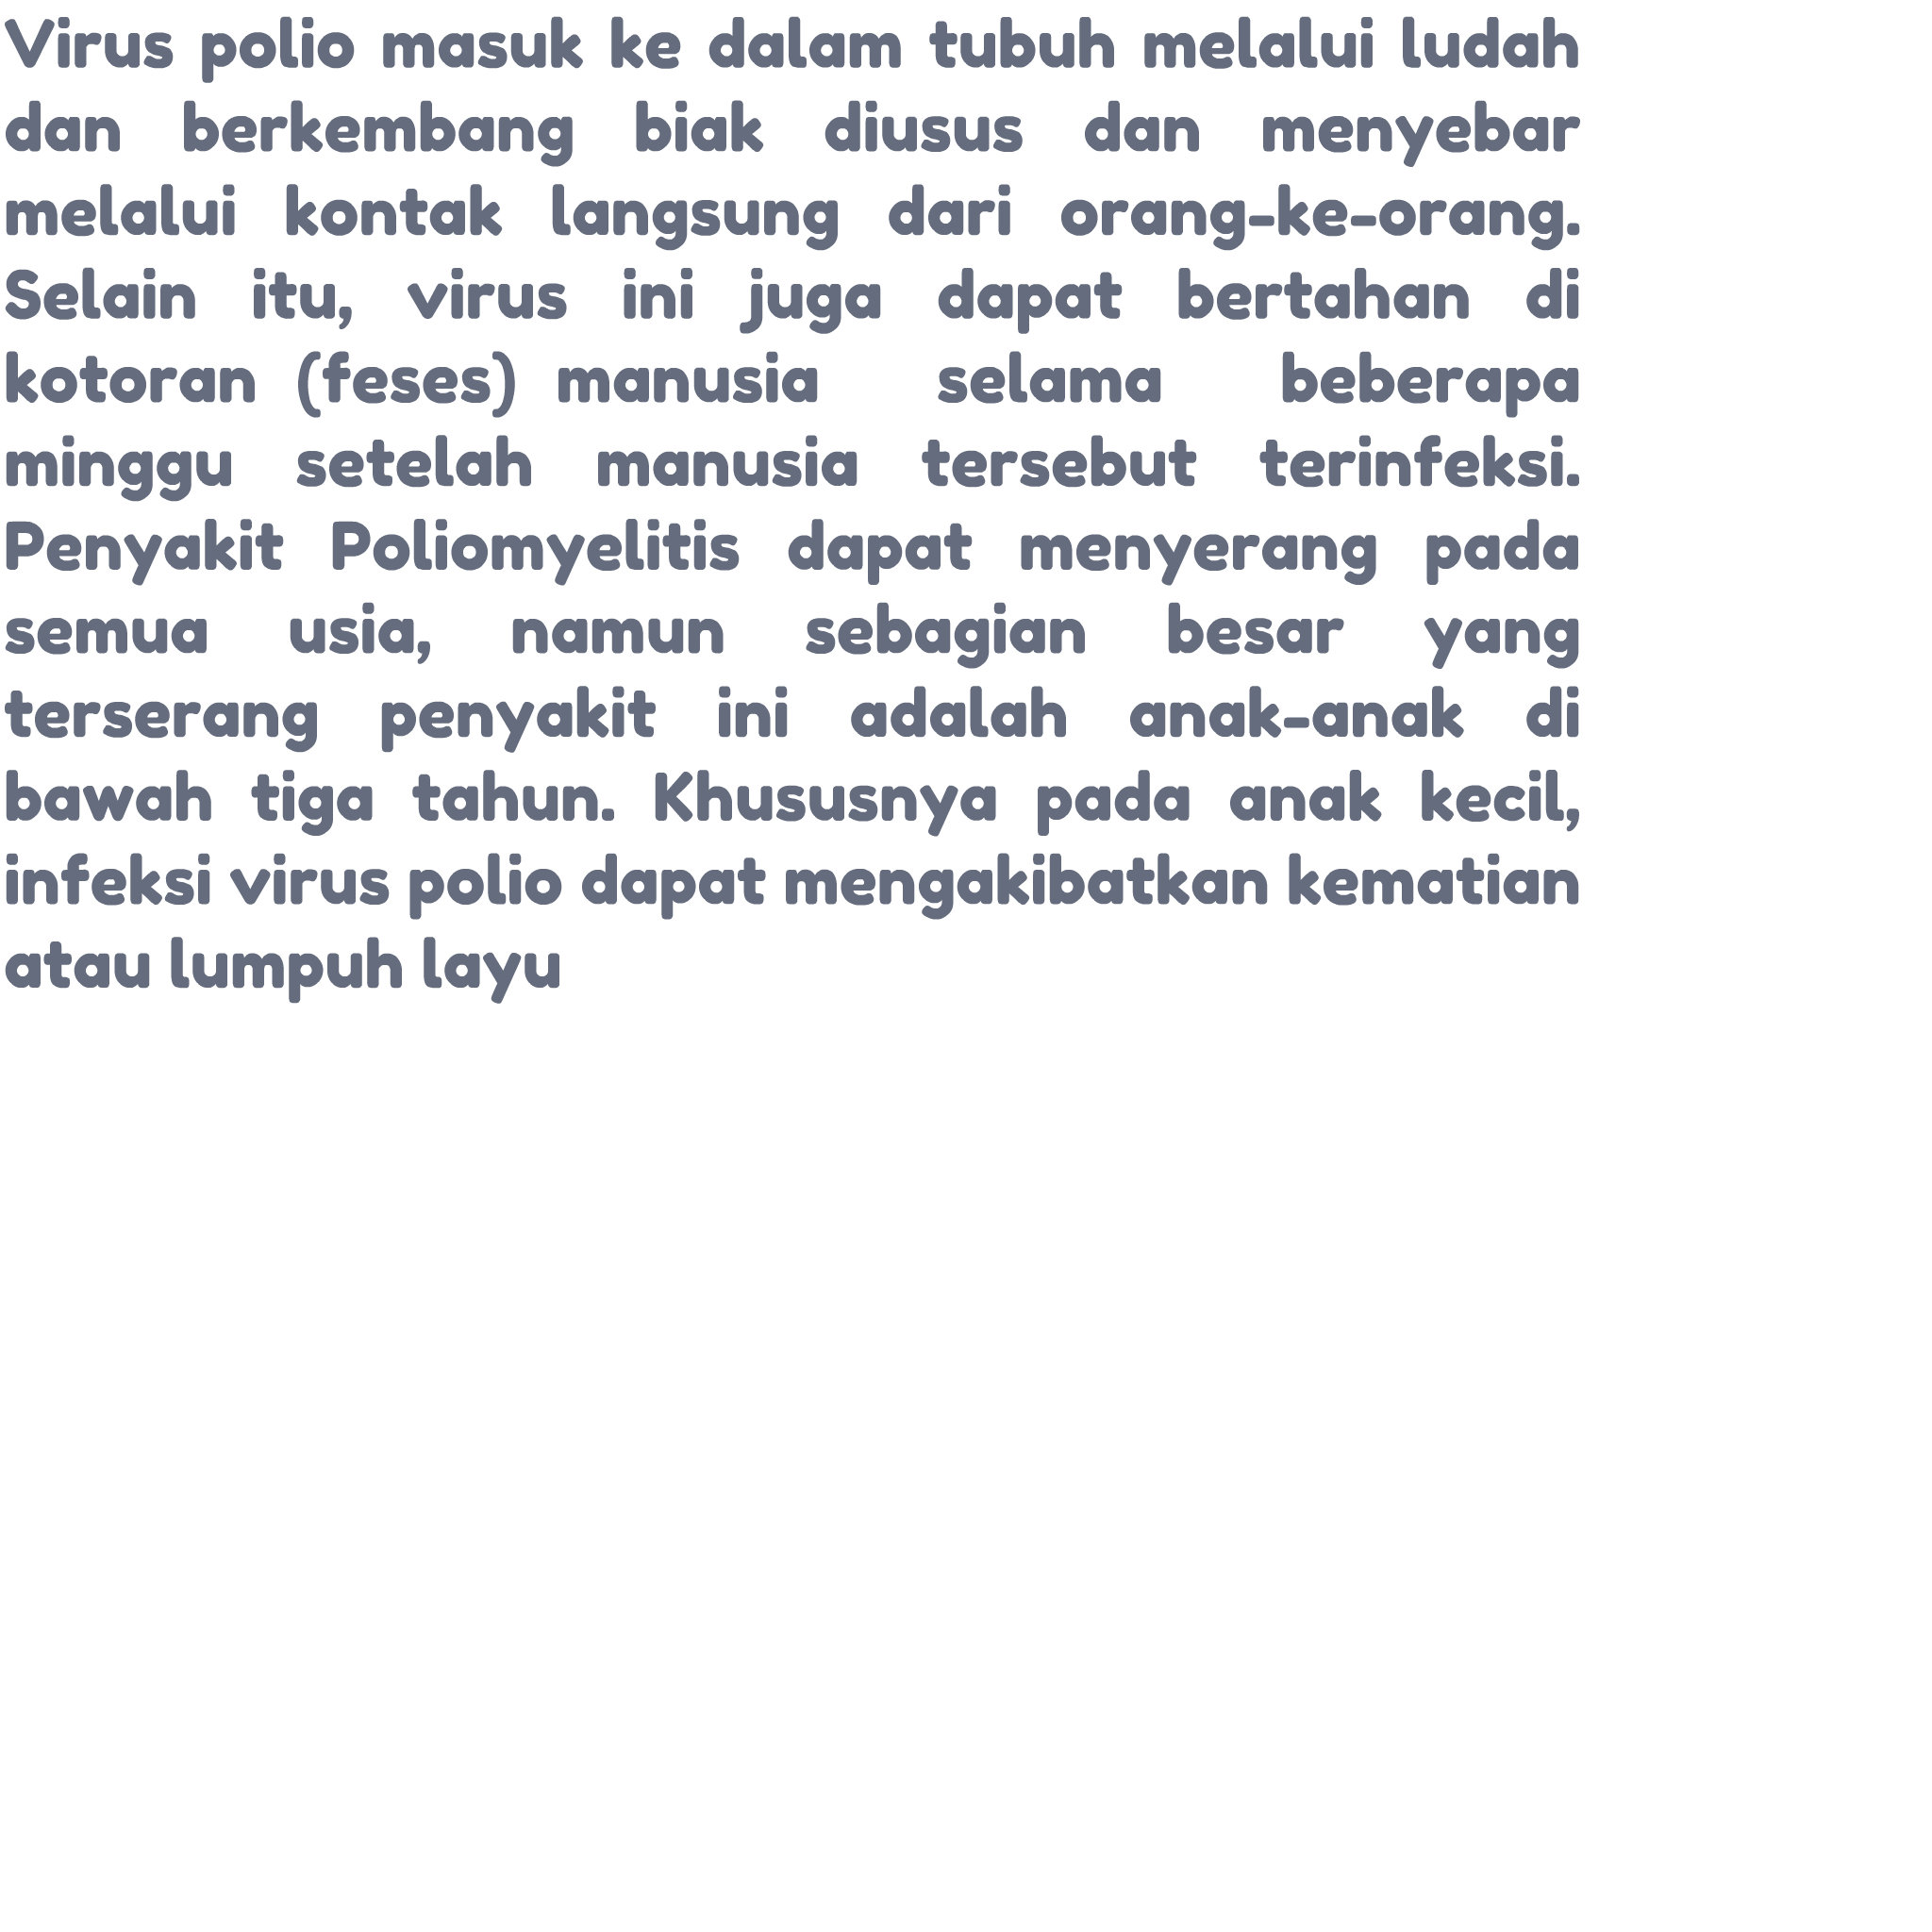 Virus polio masuk ke dalam tubuh melalui ludah
dan berkembang biak diusus dan menyebar
melalui kontak langsung dari orang-ke-orang.
Selain itu, virus ini juga dapat bertahan di
kotoran (feses) manusia selama beberapa
minggu setelah manusia tersebut terinfeksi.
Penyakit Poliomyelitis dapat menyerang pada
semua usia, namun sebagian besar yang
terserang penyakit ini adalah anak-anak di
bawah tiga tahun. Khususnya pada anak kecil,
infeksi virus polio dapat mengakibatkan kematian
atau lumpuh layu